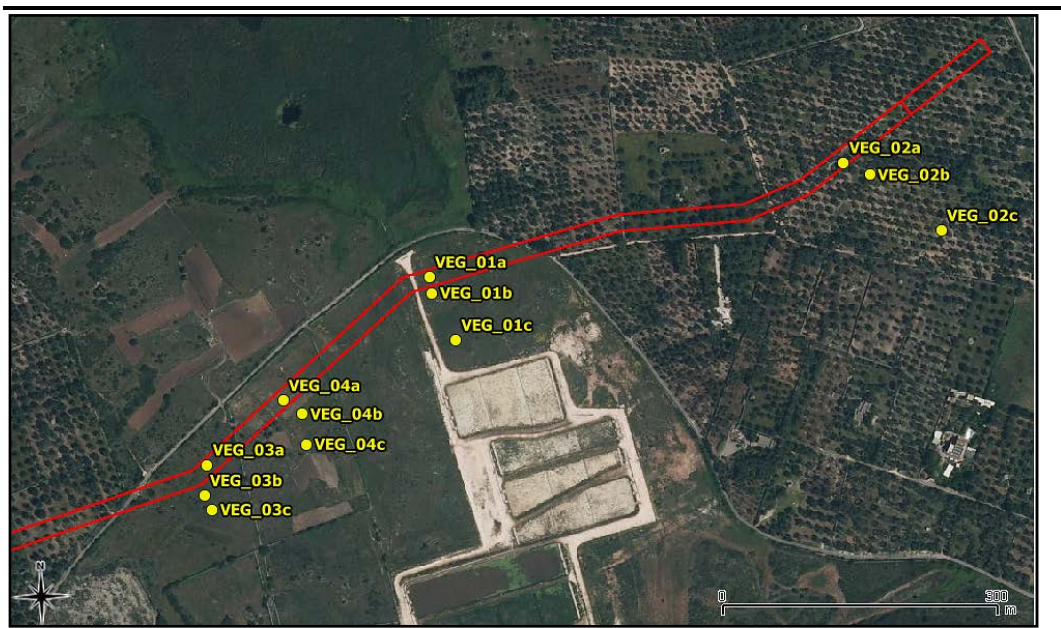 VEG_02a
VEG_02b
VEG_02c
VEG_01a
VEG_01b
VEG_01c
VEG_04a
VEG_04b
VEG_04c
VEG_03a
VEG_03b
VEG_03c
N
0 300
m